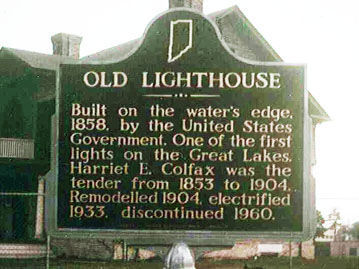 OLD LIGHTHOUSE
Built on the water's edge,
1858, by the United States
Government. One of the first
lights on the Great Lakes.
Harriet E. Colfax was the
tender from 1853 to 1904.
Remodelled 1904, electrified
1933, discontinued 1960.